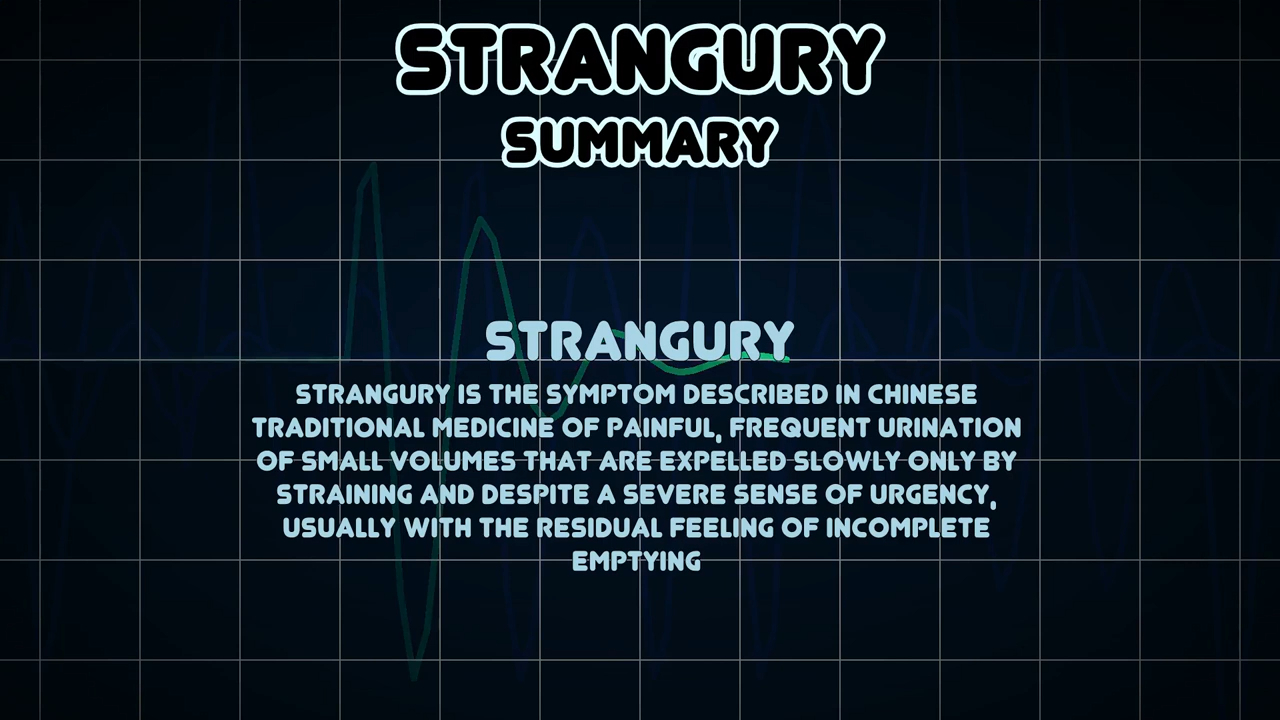 STRANGURY
SUMMARY
STRANGURY
STRANGURY IS THE SYMPTOM DESCRIBED IN CHINESE
TRADITIONAL MEDICINE OF PAINFUL, FREQUENT URINATION
OF SMALL VOLUMES THAT ARE EXPELLED SLOWLY ONLY BY
STRAINING AND DESPITE A SEVERE SENSE OF URGENCY,
USUALLY WITH THE RESIDUAL FEELING OF INCOMPLETE
EMPTYING